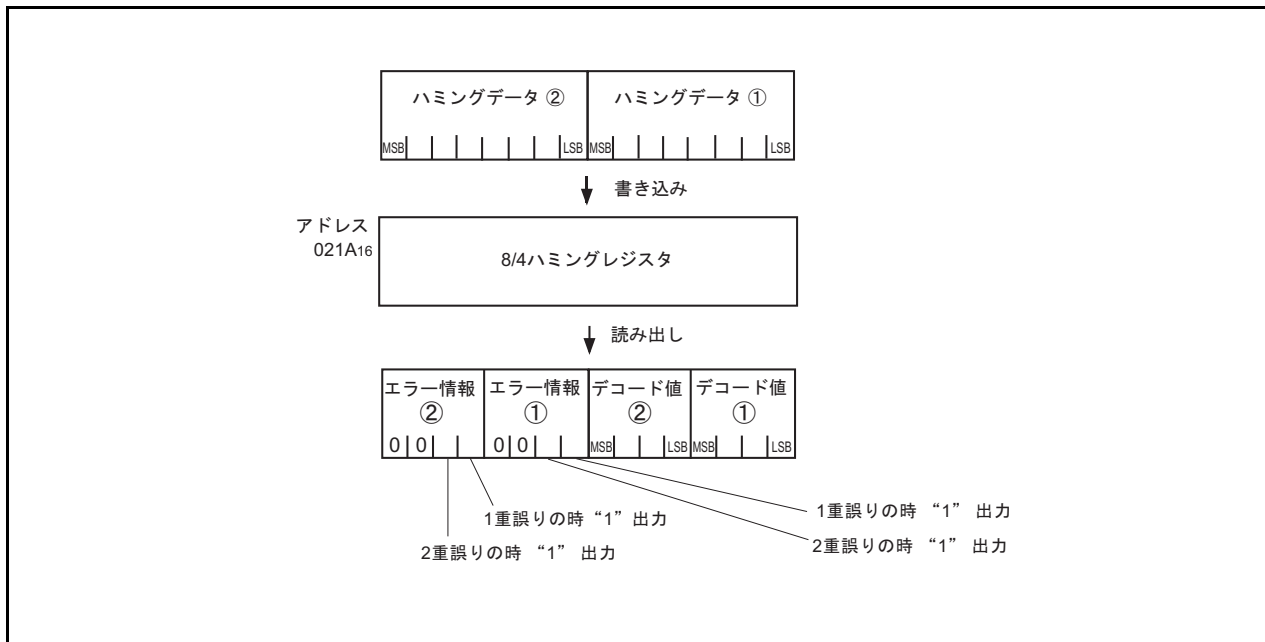 ハミングデータ ② ハミングデータ ①
MSB LSB MSB LSB
書き込み
アドレス
021A16
8/4ハミングレジスタ
読み出し
エラー情報 エラー情報 デコード値 デコード値
② ① ② ①
0 0 0 0 MSB LSB MSB LSB
1重誤りの時 “1” 出力 1重誤りの時 “1” 出力
2重誤りの時 “1” 出力 2重誤りの時 “1” 出力